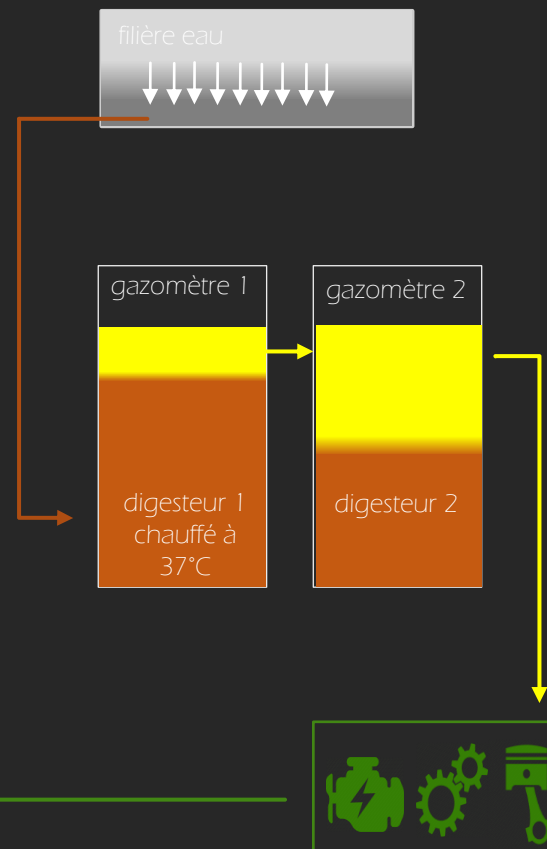 filière eau
gazomètre 1
gazomètre 2
digesteur 1
chauffé à
37°C
digesteur 2